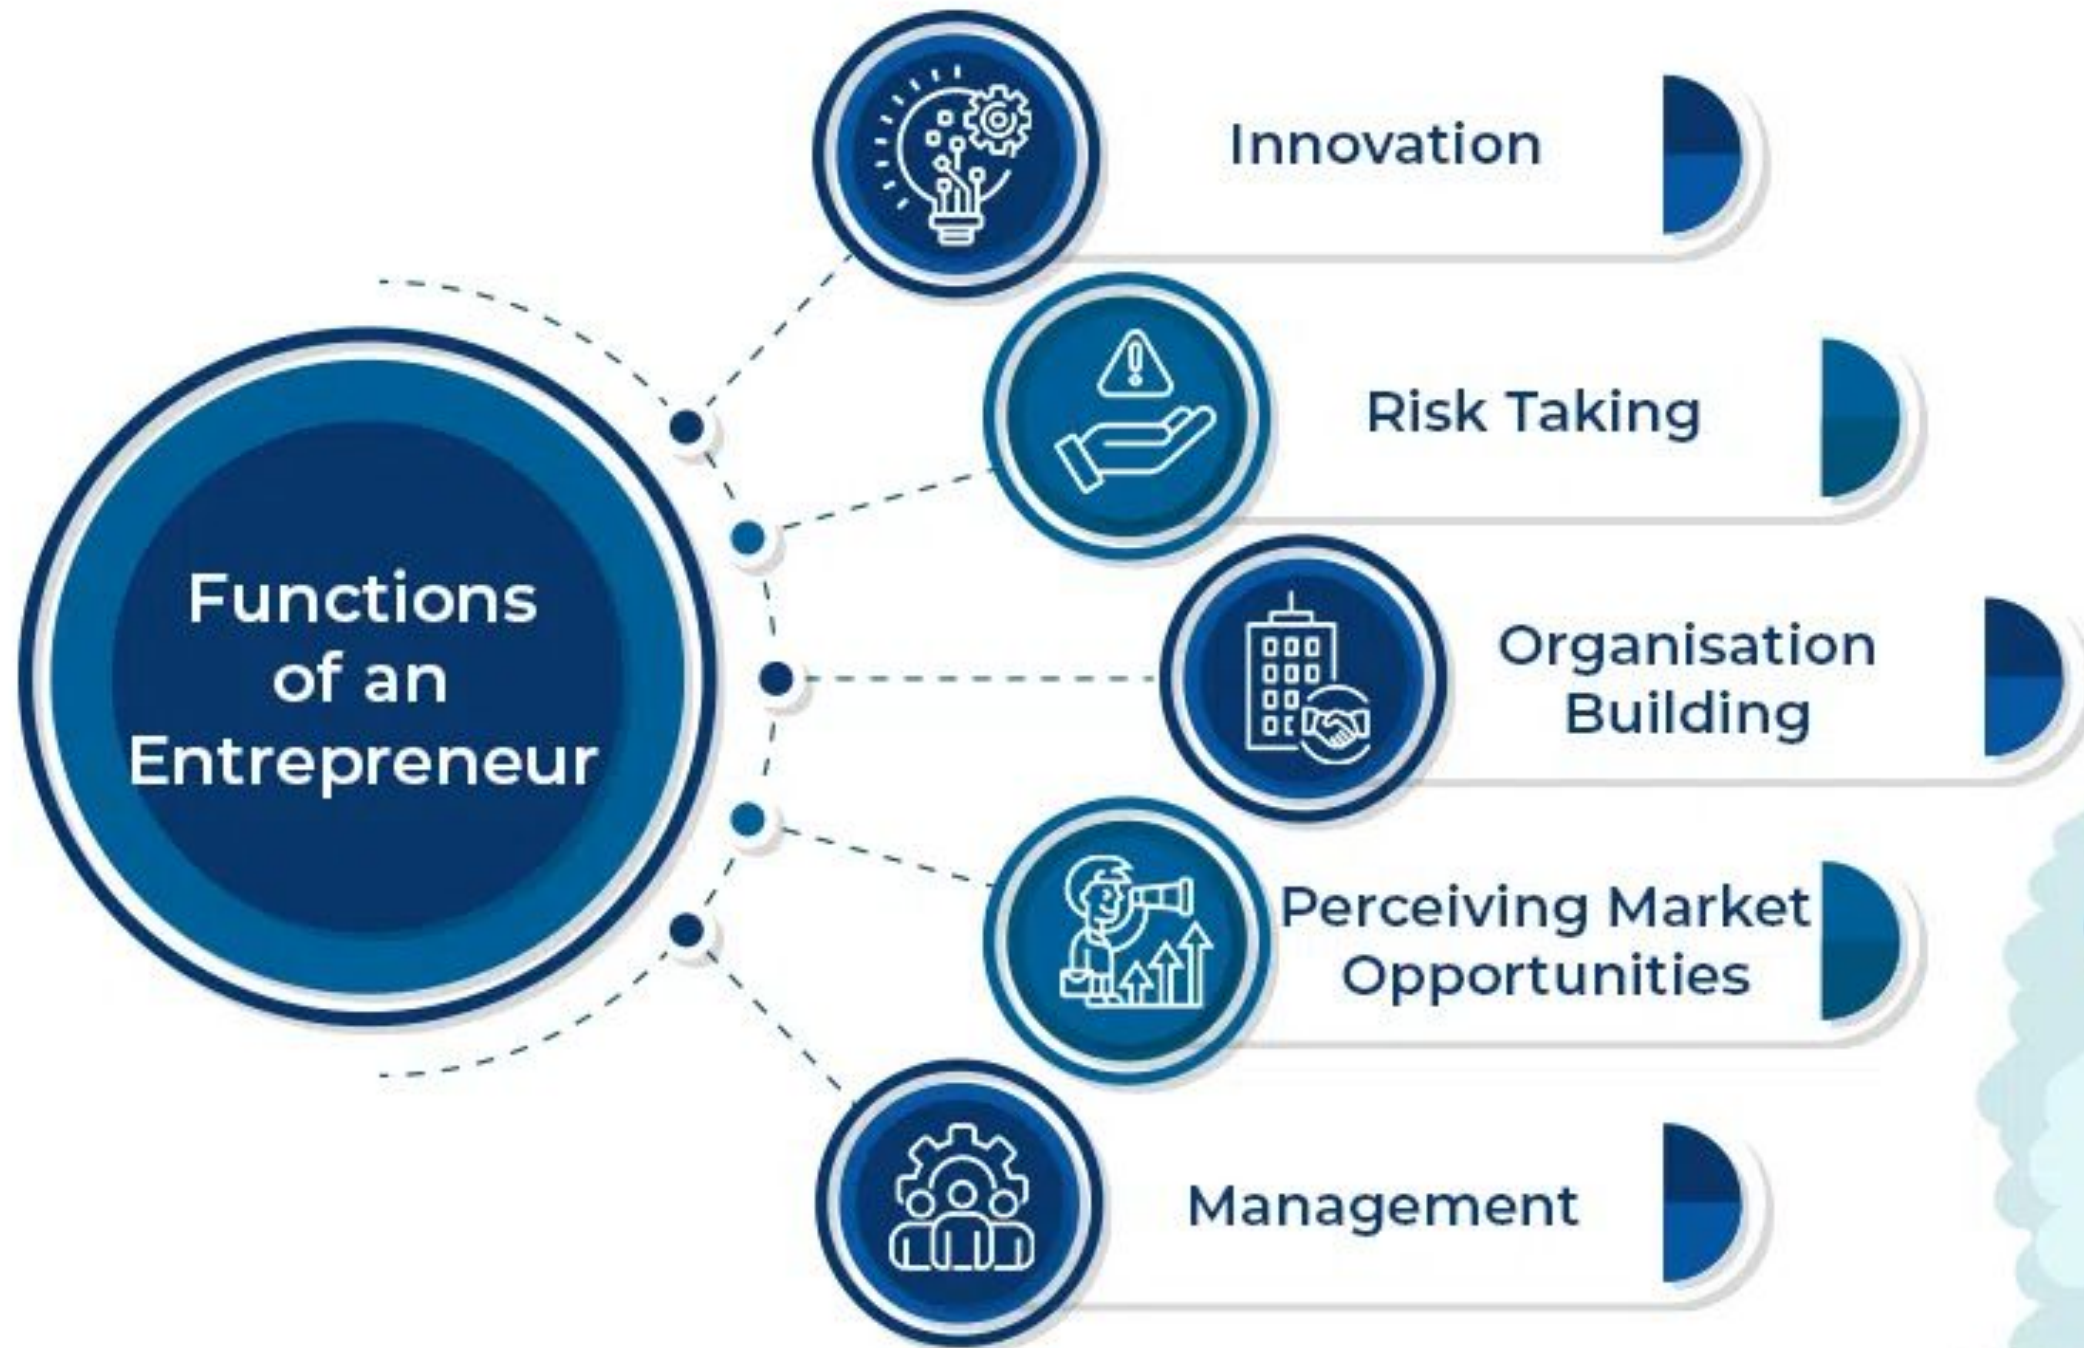 Functions
of an
Entrepreneur
Innovation
Risk Taking
Organisation
Building
Perceiving Market
Opportunities
Management